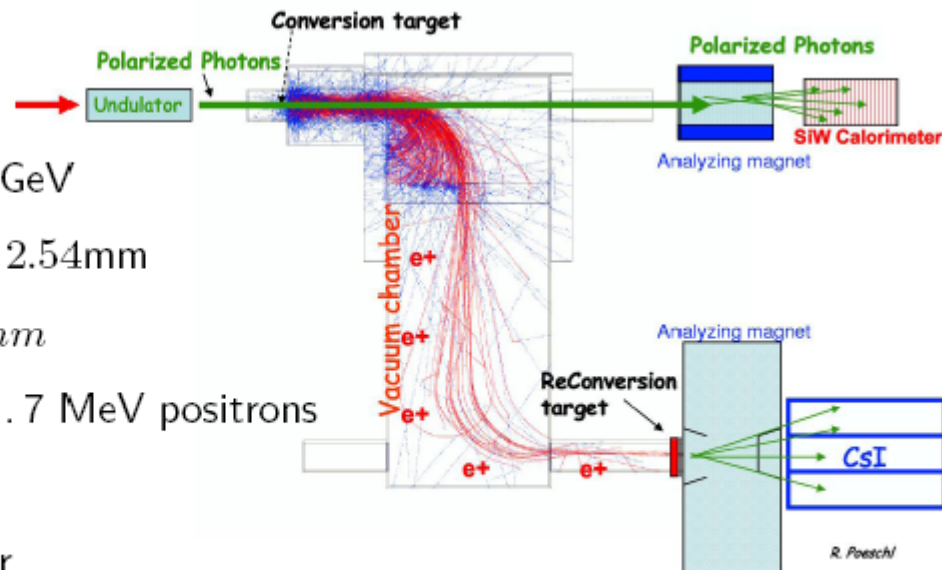 Conversion target
Polarized Photons
Undulator
Polarized Photons
SiW Calorimeter
Analyzing magnet
GeV
2.54mm
. 7 MeV positrons
Vacuum chamber
e+
e+
e+
e+
e+
Analyzing magnet
ReConversion
target
CsI
R. Poeschl